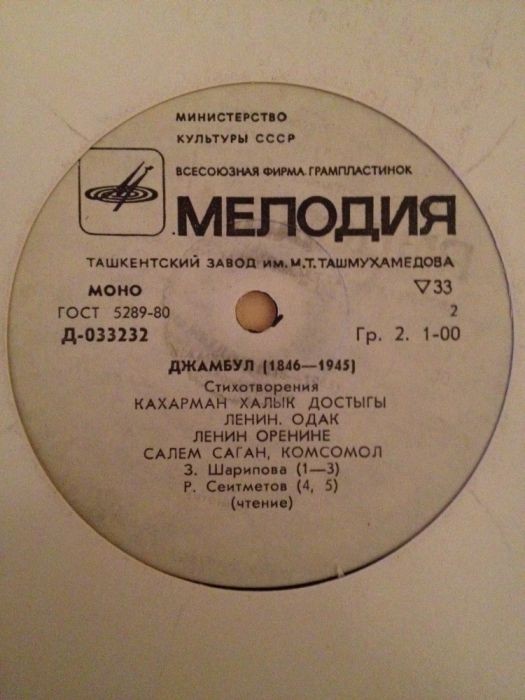 МИНИСТЕРСТВО
КУЛЬТУРЫ СССР
ВСЕСОЮЗНАЯ ФИРМА ГРАМПЛАСТИНОК
МЕЛОДИЯ
ТАШКЕНТСКИЙ ЗАВОД ИМ. М.Т. ТАШМУХАМЕДОВА
МОНО ▽33
ГОСТ 5289-80 2
Д-033232 Гр. 2. 1-00
ДЖАМБУЛ (1846—1945)
Стихотворения
КАХАРМАН ХАЛЫК ДОСТЫГЫ
ЛЕНИН. ОДАК
ЛЕНИН ОРЕНИНЕ
САЛЕМ САГАН, КОМСОМОЛ
З. Шарипова (1—3)
Р. Сеитметов (4, 5)
(чтение)